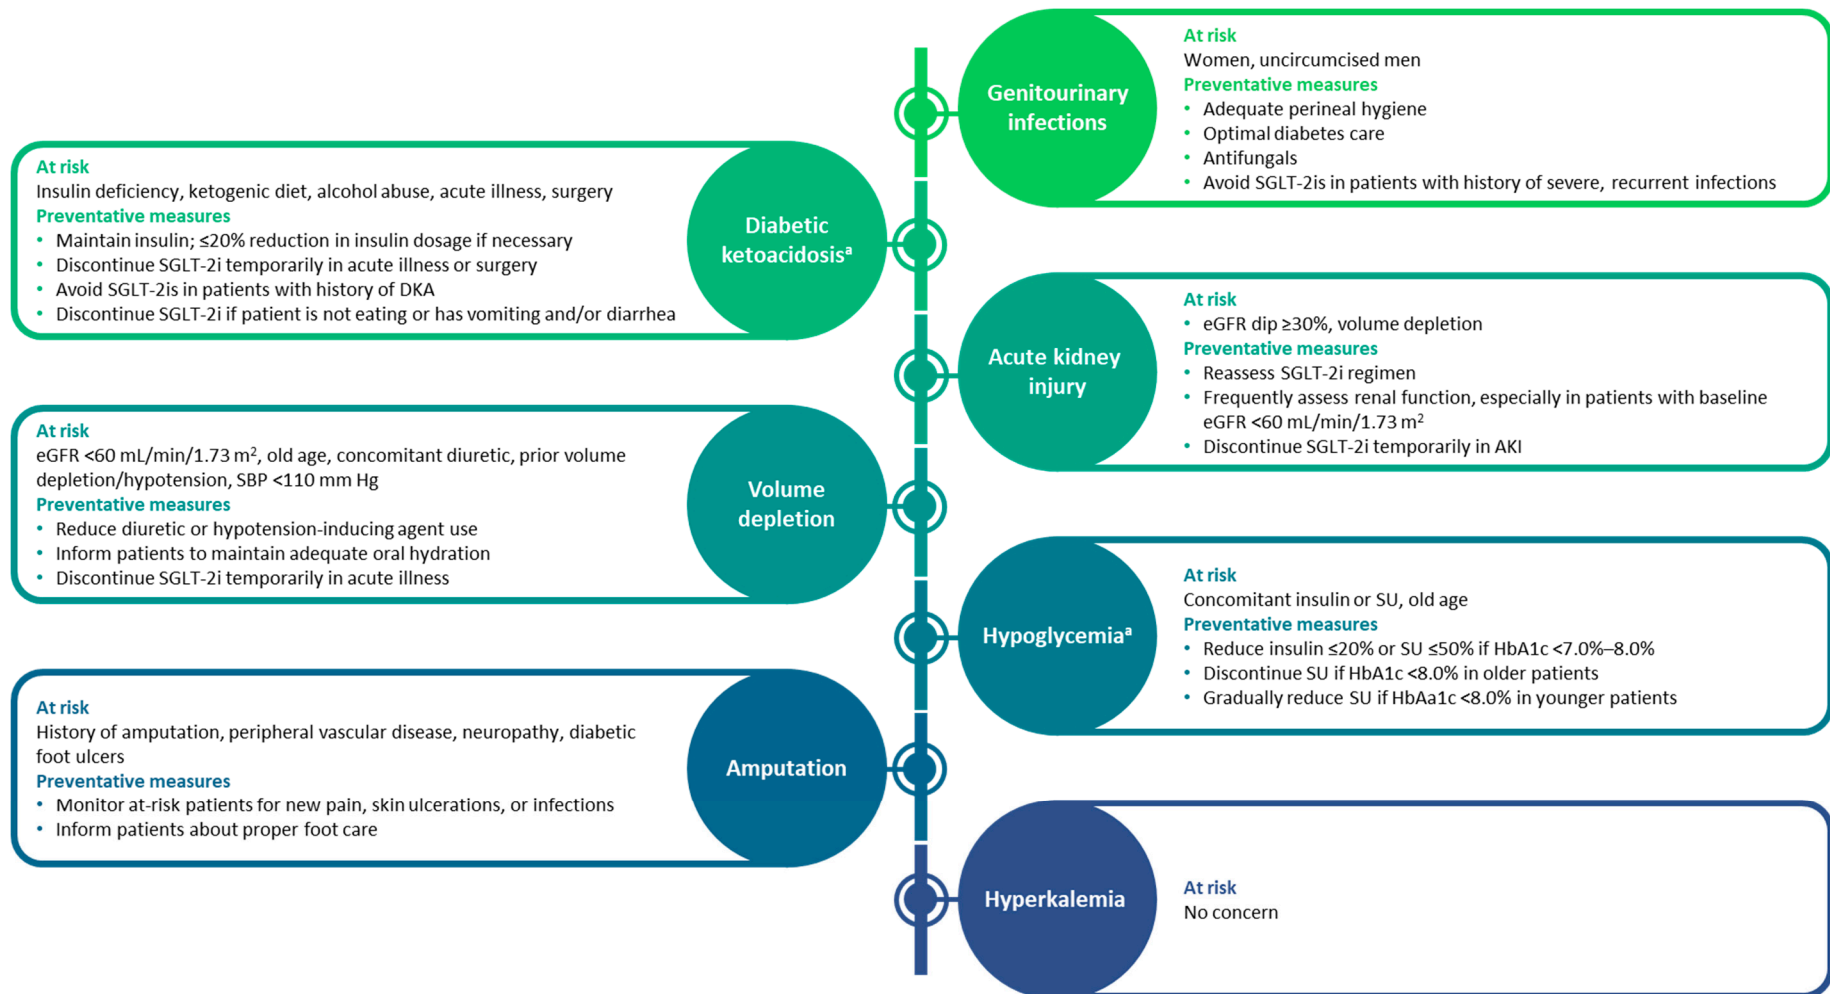 Genitourinary
infections
At risk
Women, uncircumcised men
Preventative measures
• Adequate perineal hygiene
• Optimal diabetes care
• Antifungals
• Avoid SGLT-2is in patients with history of severe, recurrent infections
At risk
Insulin deficiency, ketogenic diet, alcohol abuse, acute illness, surgery
Preventative measures
• Maintain insulin; ≤20% reduction in insulin dosage if necessary
• Discontinue SGLT-2i temporarily in acute illness or surgery
• Avoid SGLT-2is in patients with history of DKA
• Discontinue SGLT-2i if patient is not eating or has vomiting and/or diarrhea
Diabetic
ketoacidosisᵃ
Acute kidney
injury
At risk
• eGFR dip ≥30%, volume depletion
Preventative measures
• Reassess SGLT-2i regimen
• Frequently assess renal function, especially in patients with baseline
eGFR <60 mL/min/1.73 m²
• Discontinue SGLT-2i temporarily in AKI
At risk
eGFR <60 mL/min/1.73 m², old age, concomitant diuretic, prior volume
depletion/hypotension, SBP <110 mm Hg
Preventative measures
• Reduce diuretic or hypotension-inducing agent use
• Inform patients to maintain adequate oral hydration
• Discontinue SGLT-2i temporarily in acute illness
Volume
depletion
Hypoglycemiaᵃ
At risk
Concomitant insulin or SU, old age
Preventative measures
• Reduce insulin ≤20% or SU ≤50% if HbA1c <7.0%–8.0%
• Discontinue SU if HbA1c <8.0% in older patients
• Gradually reduce SU if HbAa1c <8.0% in younger patients
At risk
History of amputation, peripheral vascular disease, neuropathy, diabetic
foot ulcers
Preventative measures
• Monitor at-risk patients for new pain, skin ulcerations, or infections
• Inform patients about proper foot care
Amputation
Hyperkalemia
At risk
No concern